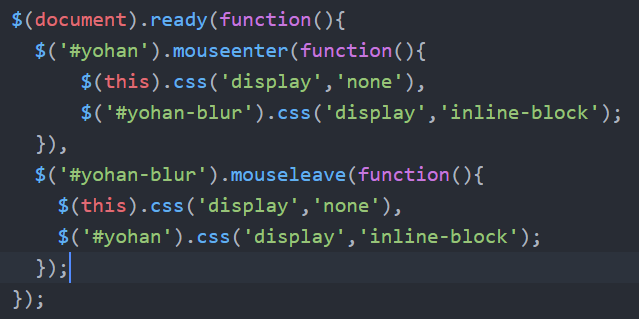 $(document).ready(function(){
  $('#yohan').mouseenter(function(){
      $(this).css('display','none'),
      $('#yohan-blur').css('display','inline-block');
  }),
  $('#yohan-blur').mouseleave(function(){
    $(this).css('display','none'),
    $('#yohan').css('display','inline-block');
  });
});